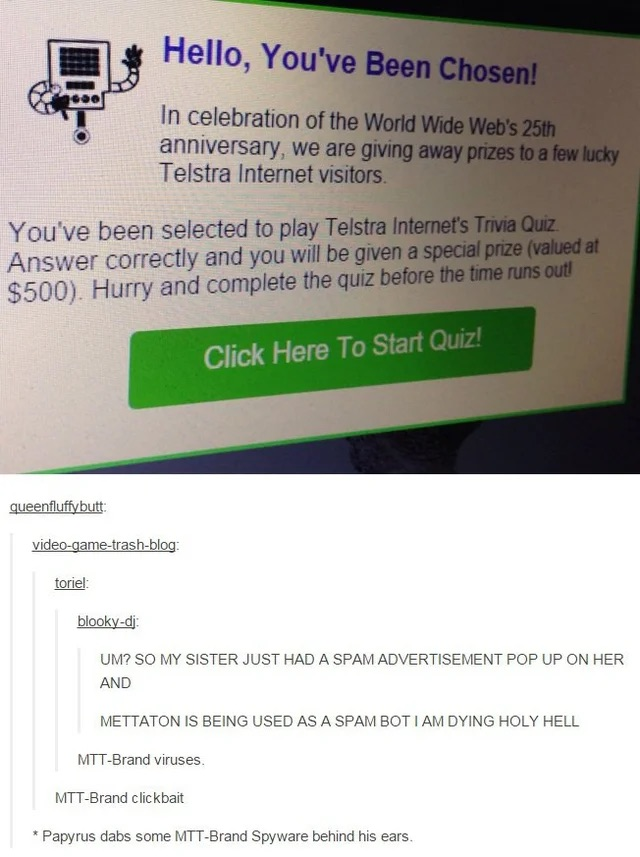 Hello, You've Been Chosen!
In celebration of the World Wide Web's 25th
anniversary, we are giving away prizes to a few lucky
Telstra Internet visitors.
You've been selected to play Telstra Internet's Trivia Quiz.
Answer correctly and you will be given a special prize (valued at
$500). Hurry and complete the quiz before the time runs out!
Click Here To Start Quiz!
queenfluffybutt:
video-game-trash-blog:
toriel:
blooky-dj:
UM? SO MY SISTER JUST HAD A SPAM ADVERTISEMENT POP UP ON HER
AND
METTATON IS BEING USED AS A SPAM BOT I AM DYING HOLY HELL
MTT-Brand viruses.
MTT-Brand clickbait
* Papyrus dabs some MTT-Brand Spyware behind his ears.